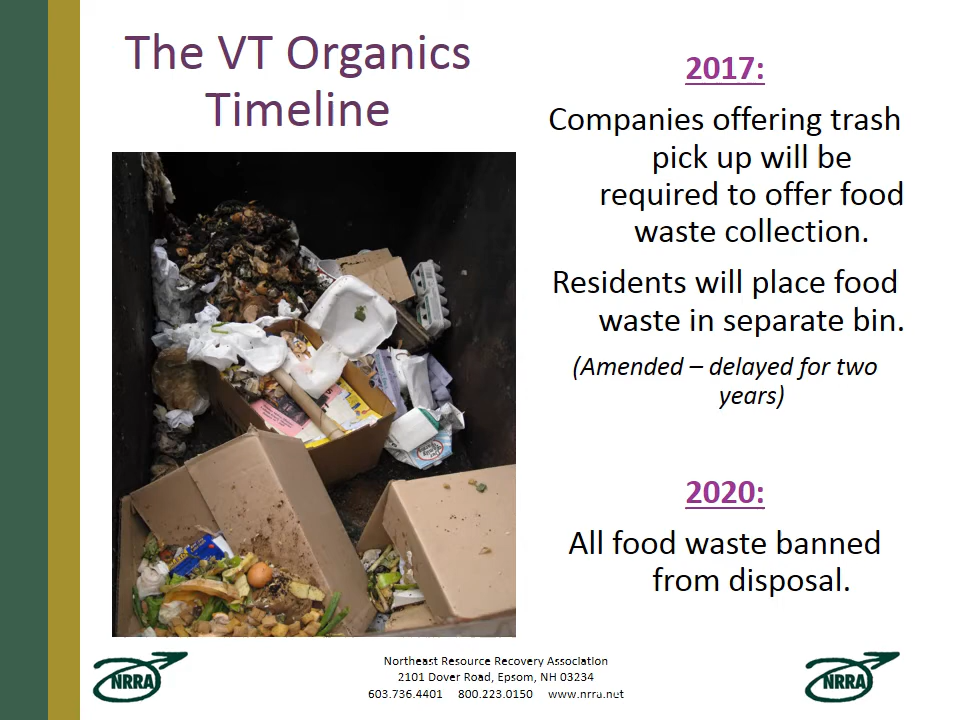 The VT Organics
Timeline
2017:
Companies offering trash
pick up will be
required to offer food
waste collection.
Residents will place food
waste in separate bin.
(Amended – delayed for two
years)
2020:
All food waste banned
from disposal.
NRRA
Northeast Resource Recovery Association
2101 Dover Road, Epsom, NH 03234
603.736.4401 800.223.0150 www.nrra.net
NRRA